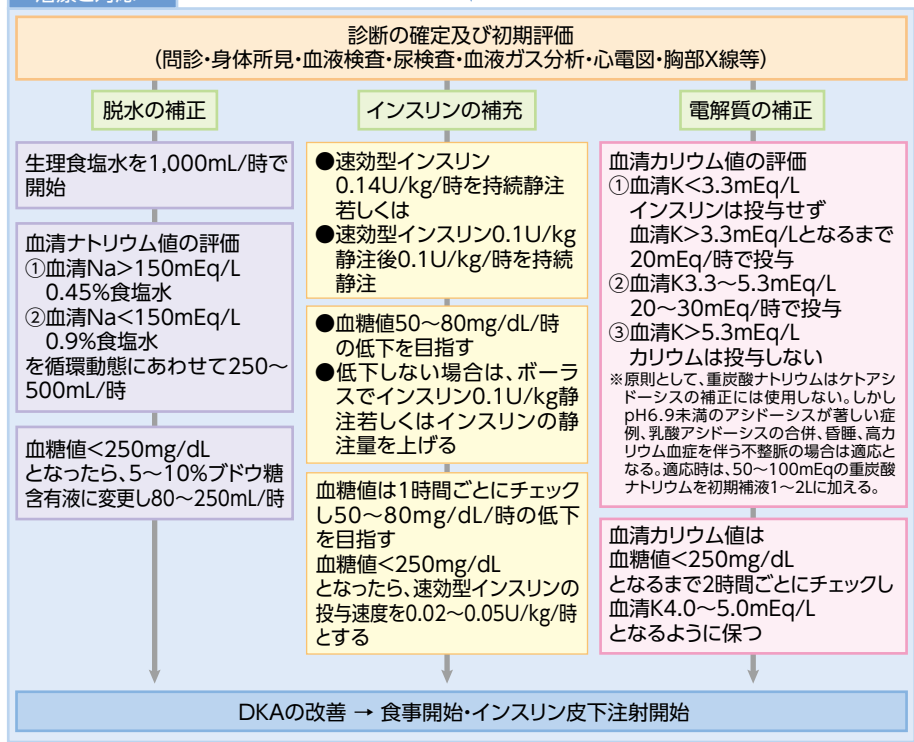 診断の確定及び初期評価
(問診・身体所見・血液検査・尿検査・血液ガス分析・心電図・胸部X線等)
脱水の補正
生理食塩水を1,000mL/時で
開始
血清ナトリウム値の評価
①血清Na>150mEq/L
0.45%食塩水
②血清Na<150mEq/L
0.9%食塩水
を循環動態にあわせて250〜
500mL/時
血糖値<250mg/dL
となったら、5〜10%ブドウ糖
含有液に変更し80〜250mL/時
インスリンの補充
●速効型インスリン
0.14U/kg/時を持続静注
若しくは
●速効型インスリン0.1U/kg
静注後0.1U/kg/時を持続
静注
●血糖値50〜80mg/dL/時
の低下を目指す
●低下しない場合は、ボーラ
スでインスリン0.1U/kg静
注若しくはインスリンの静
注量を上げる
血糖値は1時間ごとにチェック
し50〜80mg/dL/時の低下
を目指す
血糖値<250mg/dL
となったら、速効型インスリンの
投与速度を0.02〜0.05U/kg/時
とする
電解質の補正
血清カリウム値の評価
①血清K<3.3mEq/L
インスリンは投与せず
血清K>3.3mEq/Lとなるまで
20mEq/時で投与
②血清K3.3〜5.3mEq/L
20〜30mEq/時で投与
③血清K>5.3mEq/L
カリウムは投与しない
※原則として、重炭酸ナトリウムはケトアシ
ドーシスの補正には使用しない。しかし
pH6.9未満のアシドーシスが著しい症
例、乳酸アシドーシスの合併、昏睡、高カ
リウム血症を伴う不整脈の場合は適応と
なる。適応時は、50〜100mEqの重炭酸
ナトリウムを初期補液1〜2Lに加える。
血清カリウム値は
血糖値<250mg/dL
となるまで2時間ごとにチェックし
血清K4.0〜5.0mEq/L
となるように保つ
DKAの改善 → 食事開始・インスリン皮下注射開始